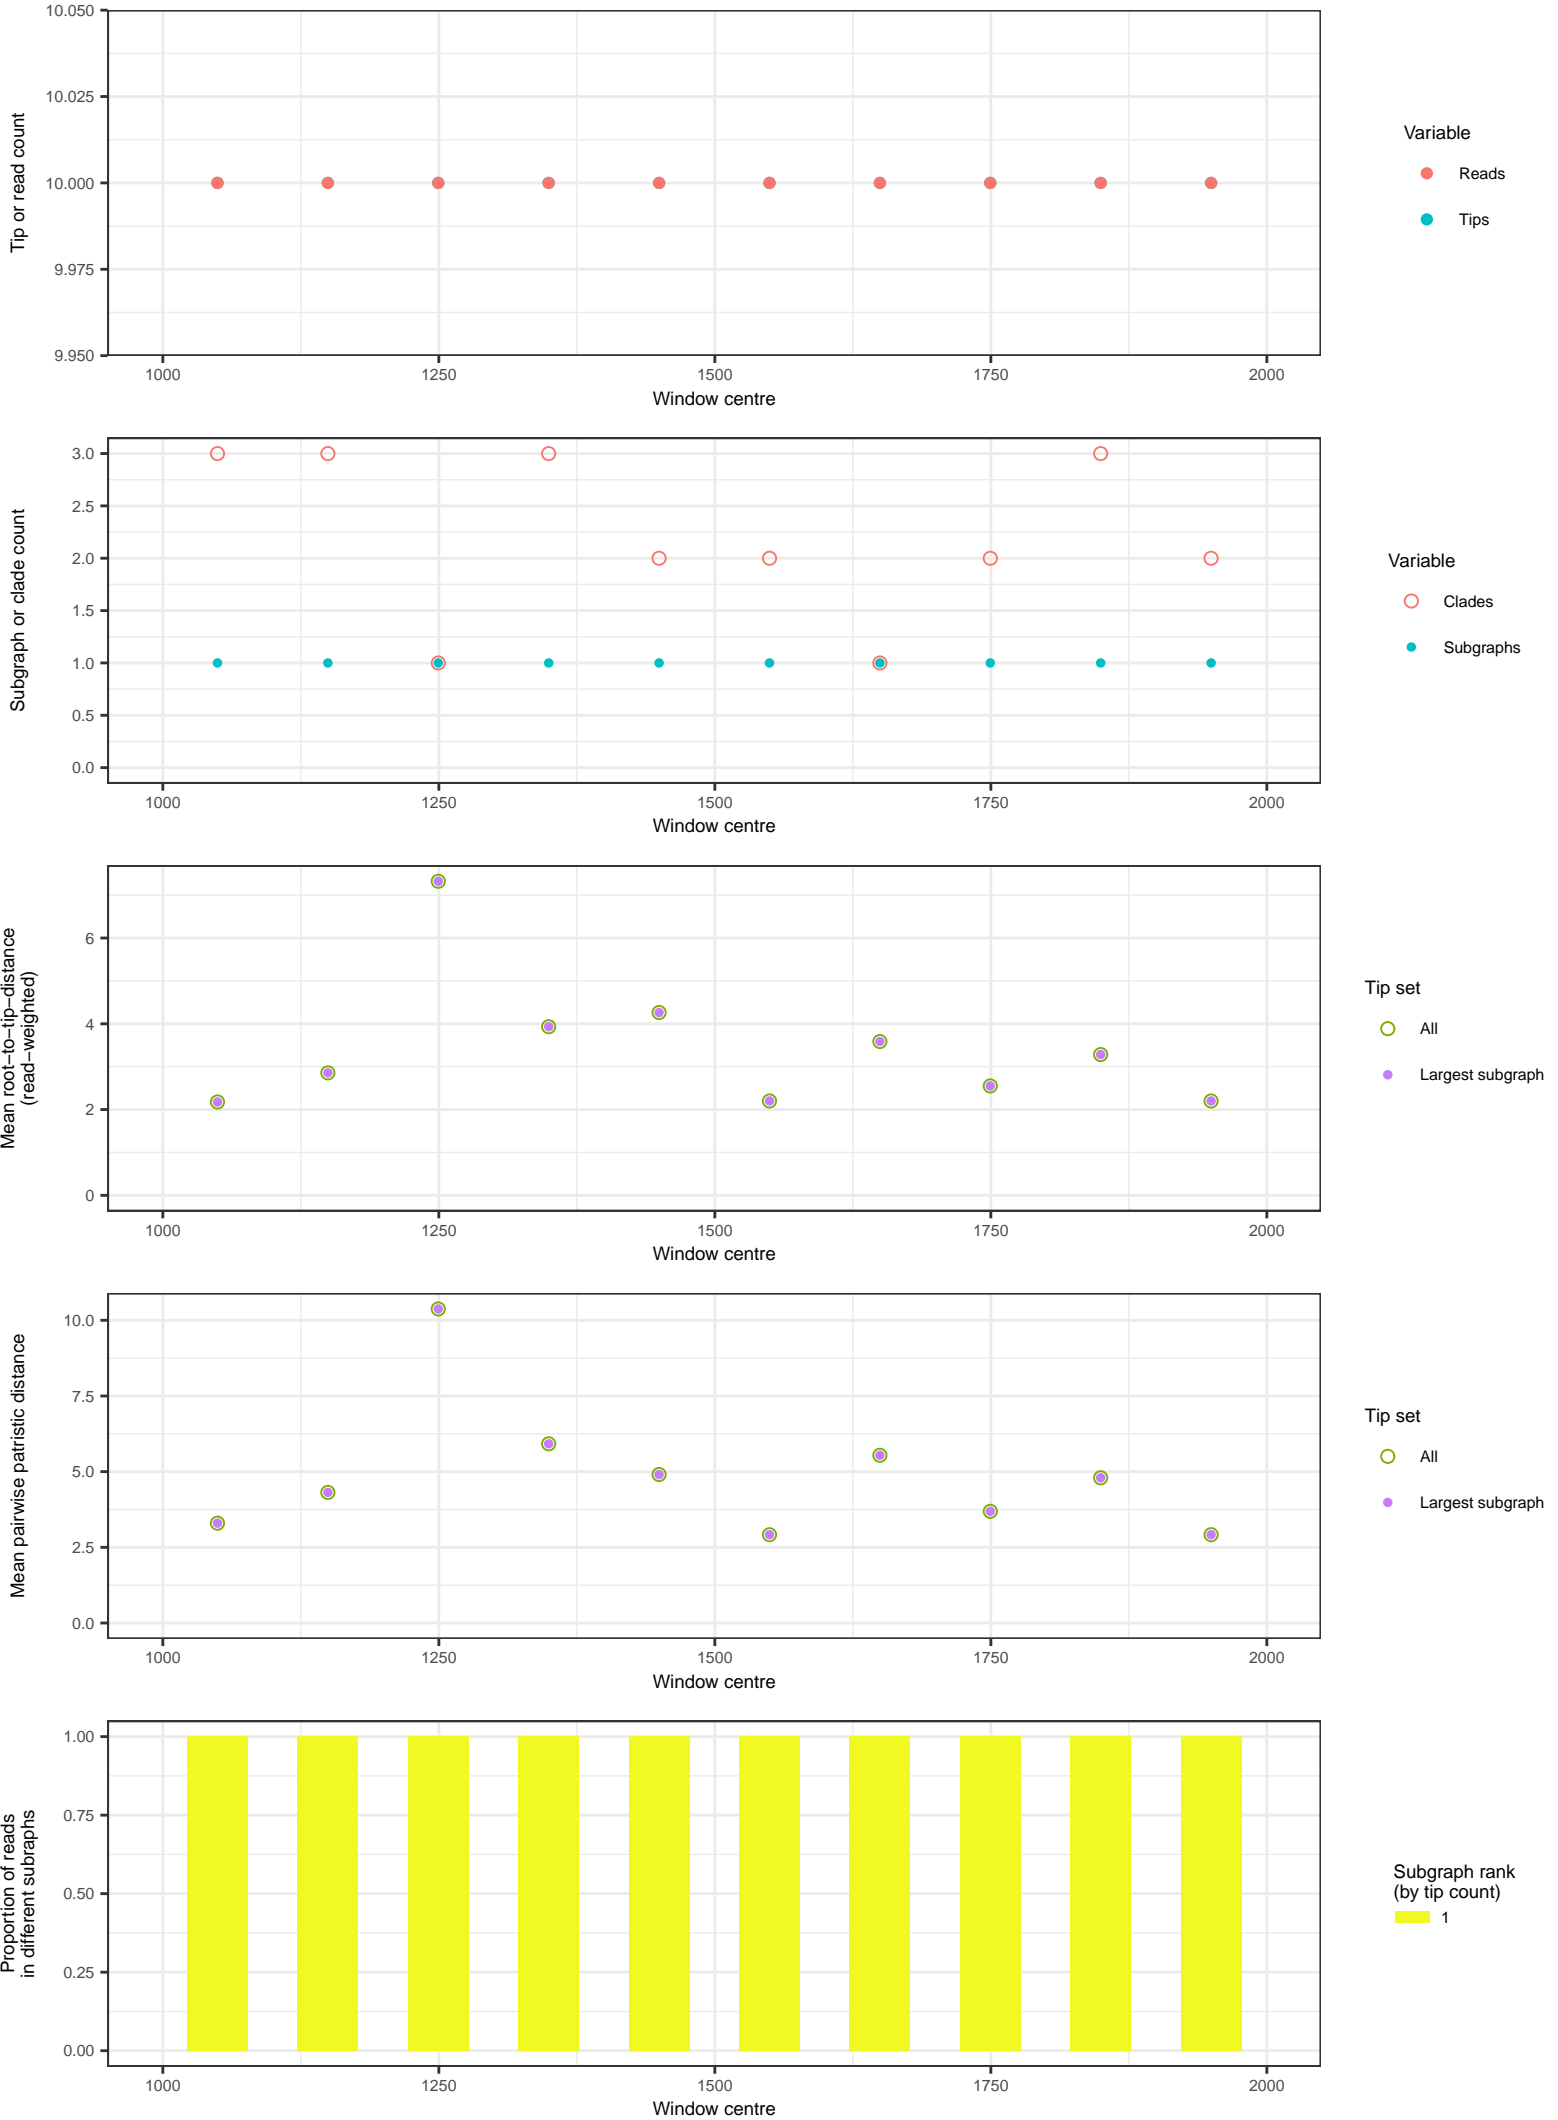 10.050
10.025
10.000
9.975
9.950
Tip or read count
1000 1250 1500 1750 2000
Window centre
Variable
Reads
Tips
3.0
2.5
2.0
1.5
1.0
0.5
0.0
Subgraph or clade count
1000 1250 1500 1750 2000
Window centre
Variable
Clades
Subgraphs
6
4
2
0
Mean root−to−tip−distance
(read−weighted)
1000 1250 1500 1750 2000
Window centre
Tip set
All
Largest subgraph
10.0
7.5
5.0
2.5
0.0
Mean pairwise patristic distance
1000 1250 1500 1750 2000
Window centre
Tip set
All
Largest subgraph
1.00
0.75
0.50
0.25
0.00
Proportion of reads
in different subraphs
1000 1250 1500 1750 2000
Window centre
Subgraph rank
(by tip count)
1